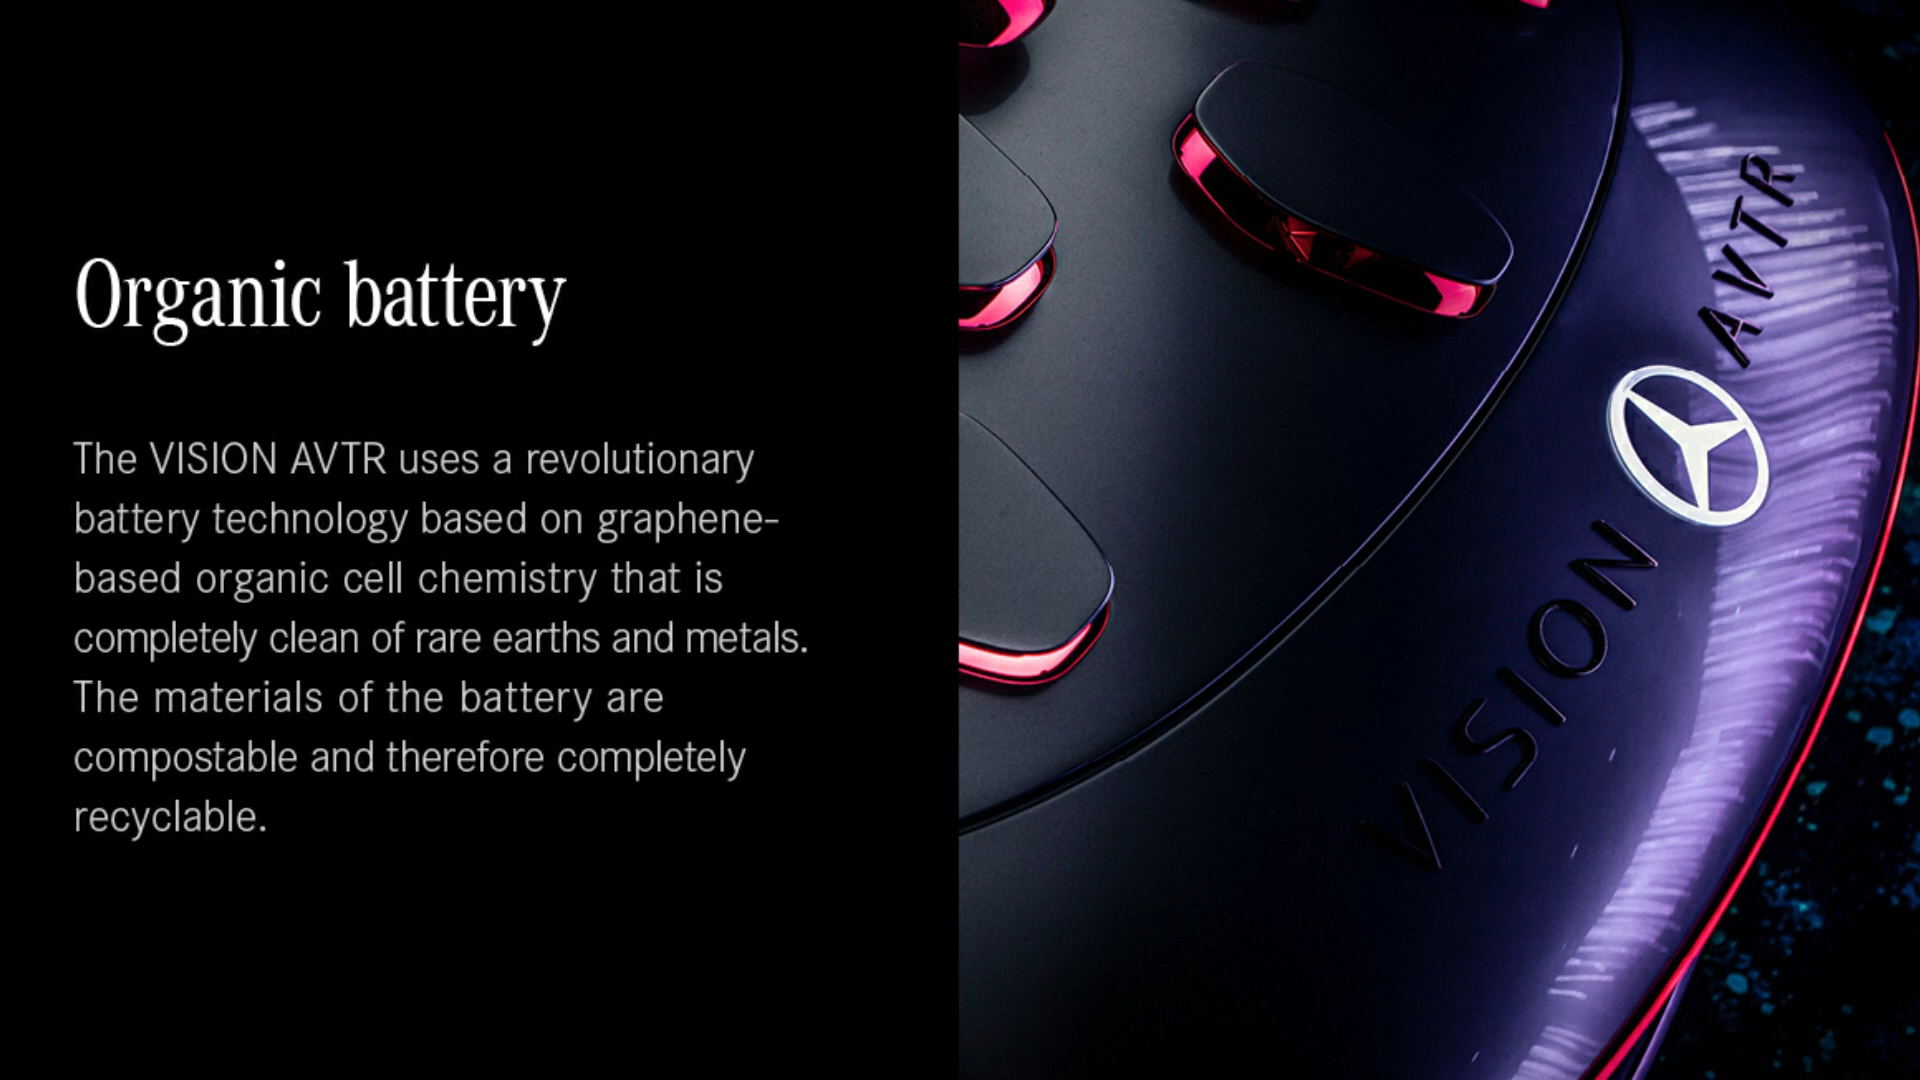 Organic battery
The VISION AVTR uses a revolutionary
battery technology based on graphene-
based organic cell chemistry that is
completely clean of rare earths and metals.
The materials of the battery are
compostable and therefore completely
recyclable.
VISION AVTR